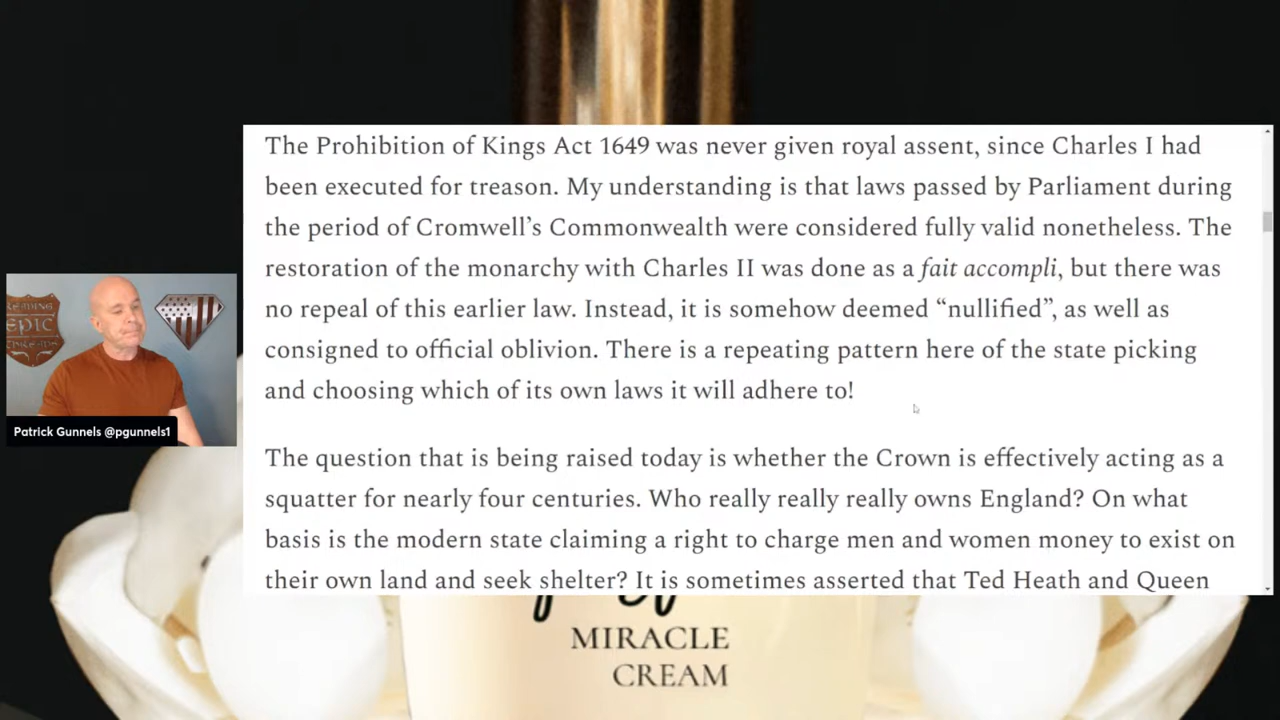 The Prohibition of Kings Act 1649 was never given royal assent, since Charles I had
been executed for treason. My understanding is that laws passed by Parliament during
the period of Cromwell’s Commonwealth were considered fully valid nonetheless. The
restoration of the monarchy with Charles II was done as a fait accompli, but there was
no repeal of this earlier law. Instead, it is somehow deemed “nullified”, as well as
consigned to official oblivion. There is a repeating pattern here of the state picking
and choosing which of its own laws it will adhere to!
The question that is being raised today is whether the Crown is effectively acting as a
squatter for nearly four centuries. Who really really really owns England? On what
basis is the modern state claiming a right to charge men and women money to exist on
their own land and seek shelter? It is sometimes asserted that Ted Heath and Queen
READING
EPIC
THREADS
Patrick Gunnels @pgunnels1
MIRACLE
CREAM